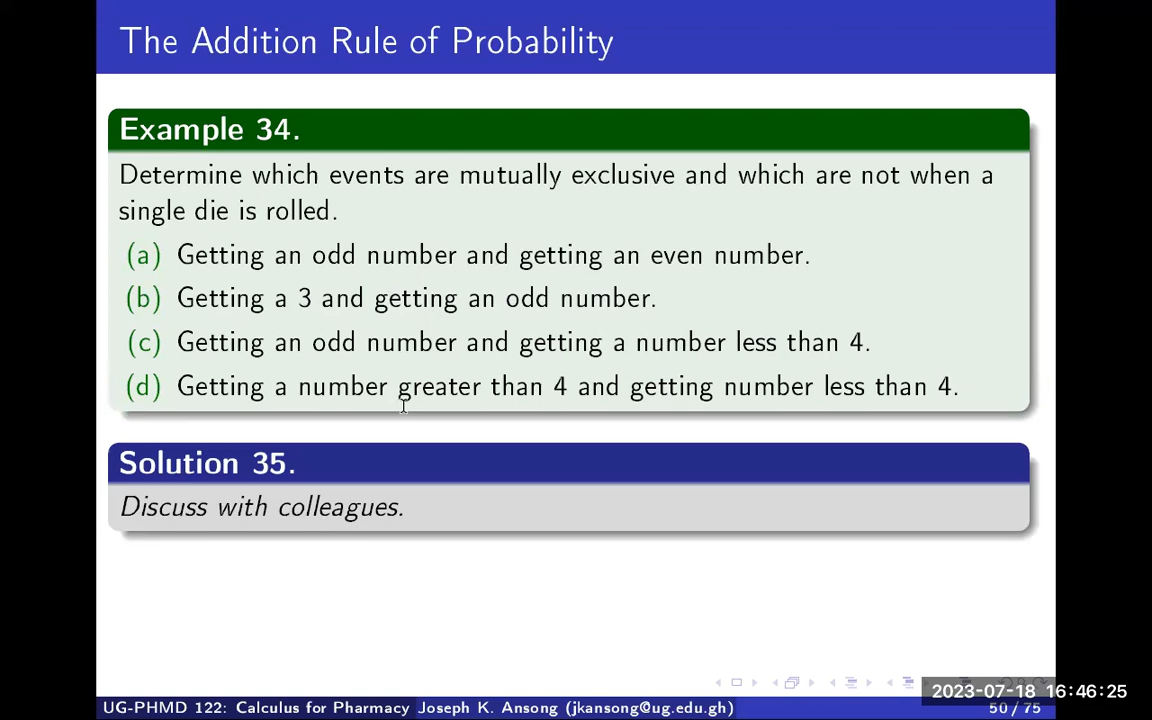 The Addition Rule of Probability
Example 34.
Determine which events are mutually exclusive and which are not when a
single die is rolled.
(a) Getting an odd number and getting an even number.
(b) Getting a 3 and getting an odd number.
(c) Getting an odd number and getting a number less than 4.
(d) Getting a number greater than 4 and getting number less than 4.
Solution 35.
Discuss with colleagues.
2023-07-18 16:46:25
UG-PHMD 122: Calculus for Pharmacy Joseph K. Ansong (jkansong@ug.edu.gh) 50 / 75